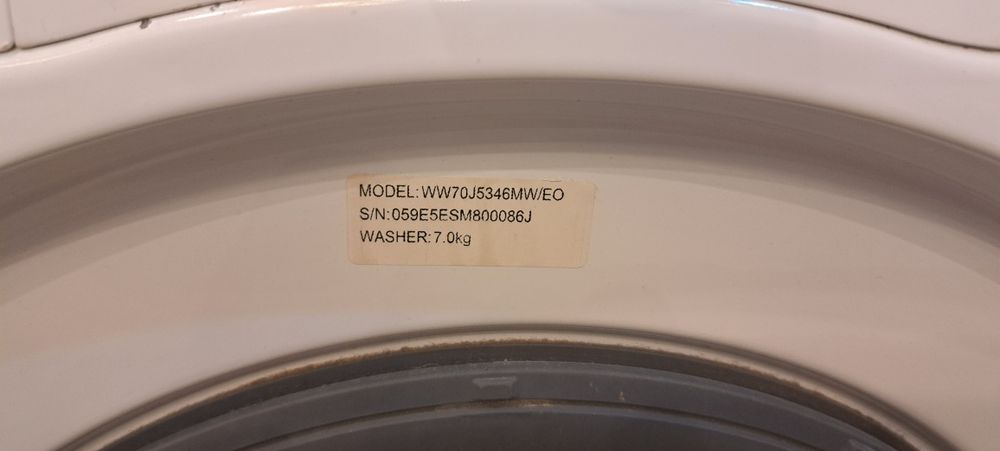 MODEL:WW70J5346MW/EO
S/N:059E5ESM800086J
WASHER:7.0kg